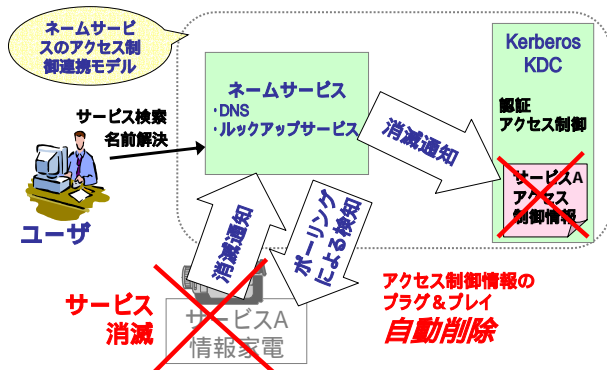 ネームサービ
スのアクセス制
御連携モデル
Kerberos
KDC
ネームサービス
・DNS
・ルックアップサービス
認証
アクセス制御
サービス検索
名前解決
消滅通知
サービスA
アクセス
制御情報
ユーザ
消滅通知
ポーリング
による検知
サービス
消滅
サービスA
情報家電
アクセス制御情報の
プラグ＆プレイ
自動削除